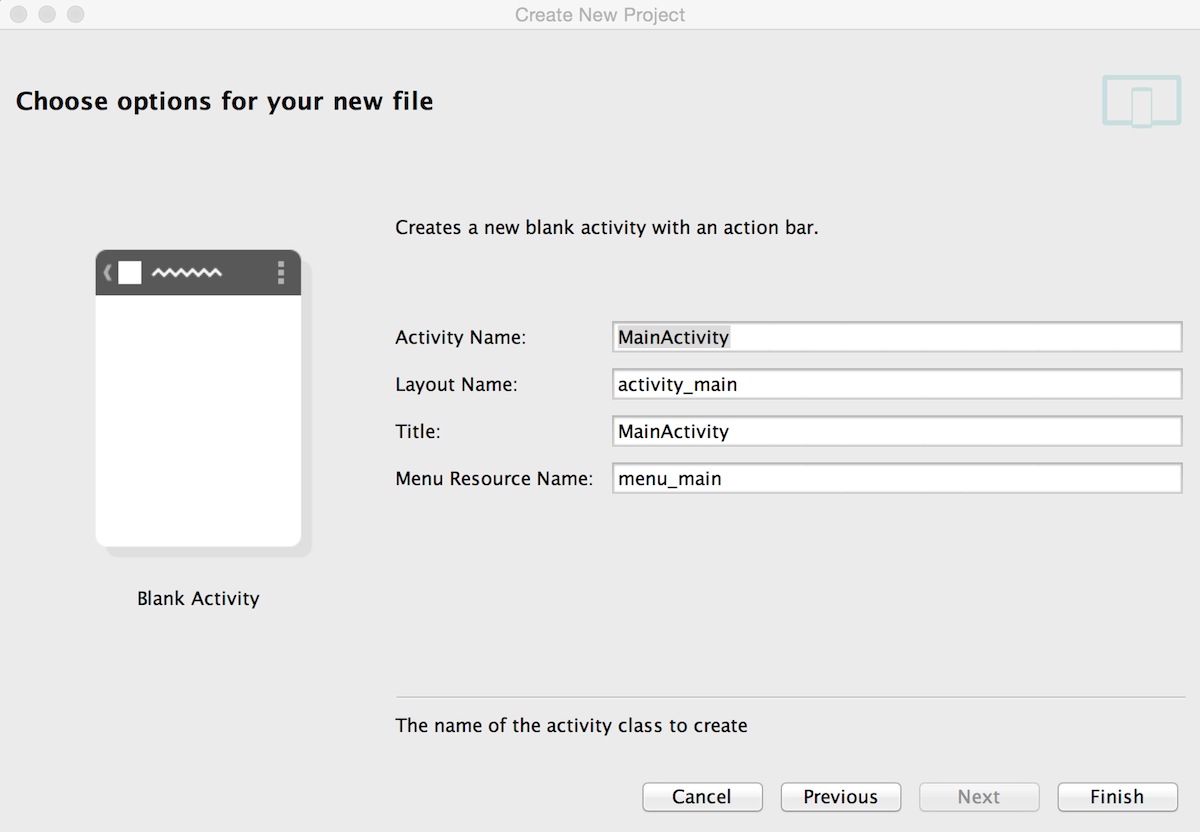 Create New Project
Choose options for your new file
Creates a new blank activity with an action bar.
Activity Name: MainActivity
Layout Name: activity_main
Title: MainActivity
Menu Resource Name: menu_main
Blank Activity
The name of the activity class to create
Cancel Previous Next Finish